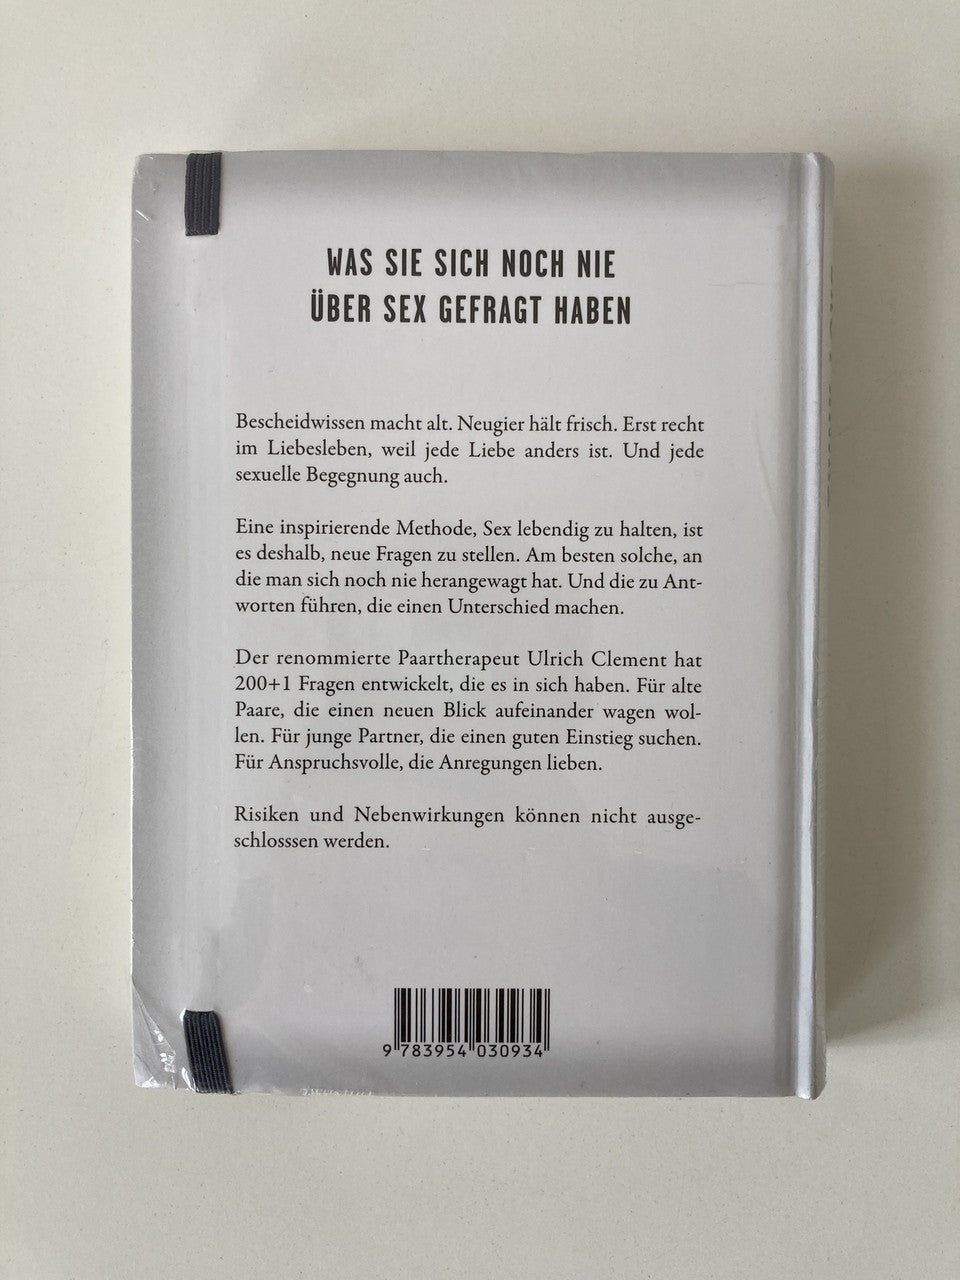 WAS SIE SICH NOCH NIE
ÜBER SEX GEFRAGT HABEN
Bescheidwissen macht alt. Neugier hält frisch. Erst recht
im Liebesleben, weil jede Liebe anders ist. Und jede
sexuelle Begegnung auch.
Eine inspirierende Methode, Sex lebendig zu halten, ist
es deshalb, neue Fragen zu stellen. Am besten solche, an
die man sich noch nie herangewagt hat. Und die zu Ant-
worten führen, die einen Unterschied machen.
Der renommierte Paartherapeut Ulrich Clement hat
200+1 Fragen entwickelt, die es in sich haben. Für alte
Paare, die einen neuen Blick aufeinander wagen wol-
len. Für junge Partner, die einen guten Einstieg suchen.
Für Anspruchsvolle, die Anregungen lieben.
Risiken und Nebenwirkungen können nicht ausge-
schlosssen werden.
9 783954 030934